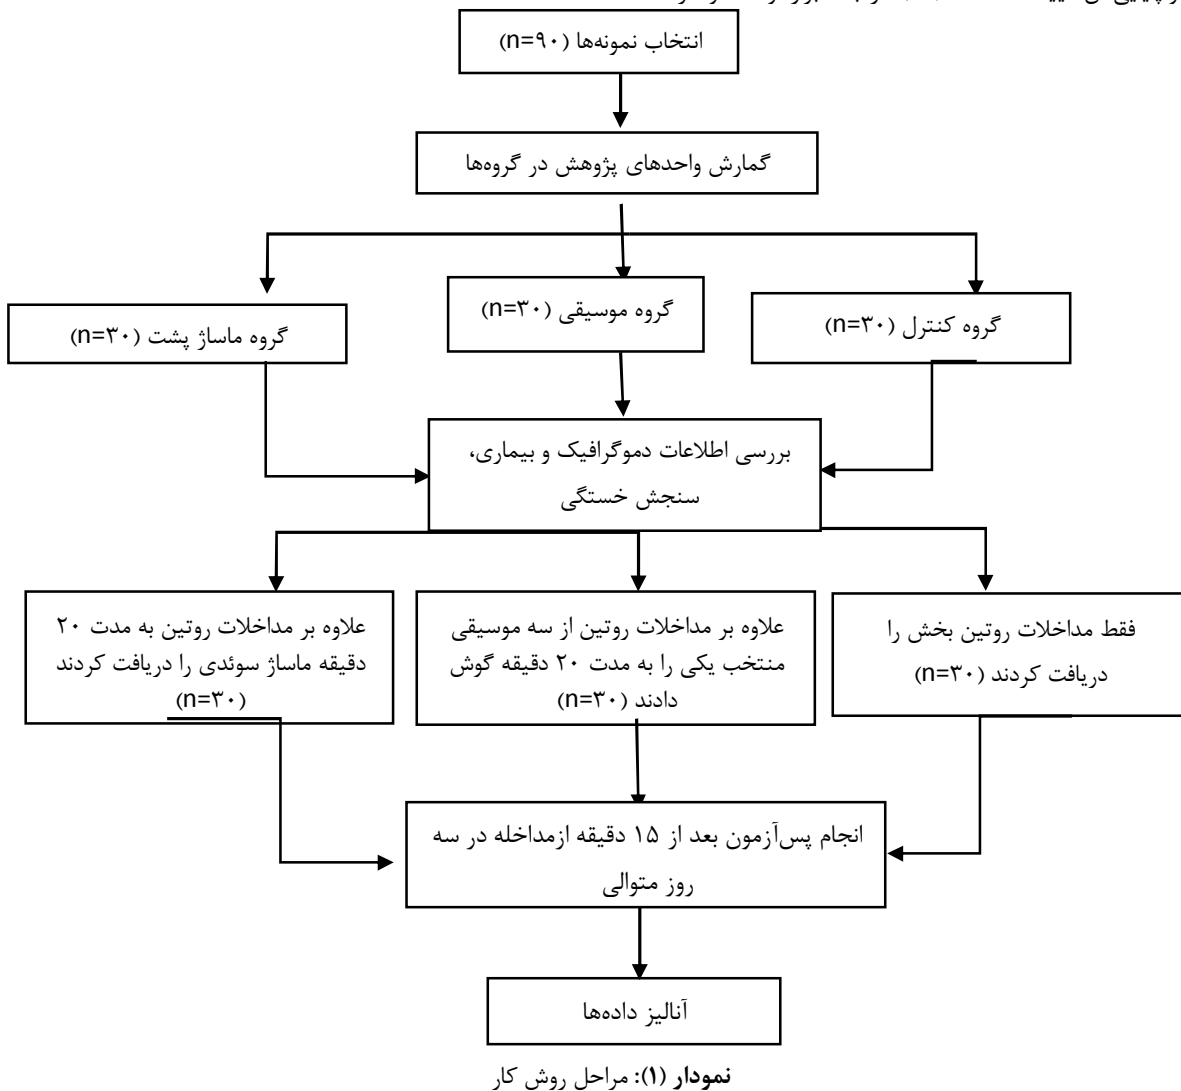 انتخاب نمونه‌ها (n=۹۰)
گمارش واحدهای پژوهش در گروه‌ها
گروه کنترل (n=۳۰)
گروه موسیقی (n=۳۰)
گروه ماساژ پشت (n=۳۰)
بررسی اطلاعات دموگرافیک و بیماری،
سنجش خستگی
فقط مداخلات روتین بخش را
دریافت کردند (n=۳۰)
علاوه بر مداخلات روتین از سه موسیقی
منتخب یکی را به مدت ۲۰ دقیقه گوش
دادند (n=۳۰)
علاوه بر مداخلات روتین به مدت ۲۰
دقیقه ماساژ سوئدی را دریافت کردند
(n=۳۰)
انجام پس‌آزمون بعد از ۱۵ دقیقه ازمداخله در سه
روز متوالی
آنالیز داده‌ها
نمودار (۱): مراحل روش کار